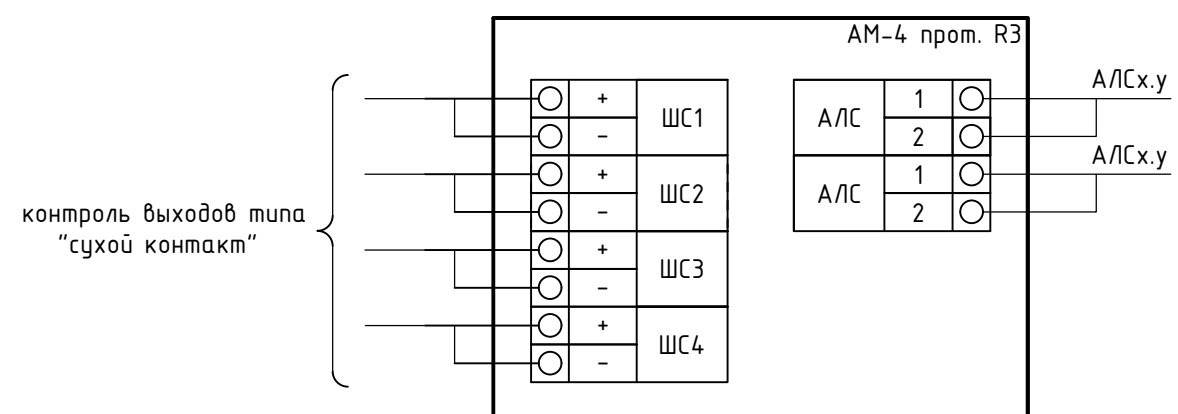 АМ-4 прот. R3
+ ШС1
-
+ ШС2
-
+ ШС3
-
+ ШС4
-
контроль выходов типа
"сухой контакт"
АЛС 1 АЛСх.у
2
АЛС 1 АЛСх.у
2